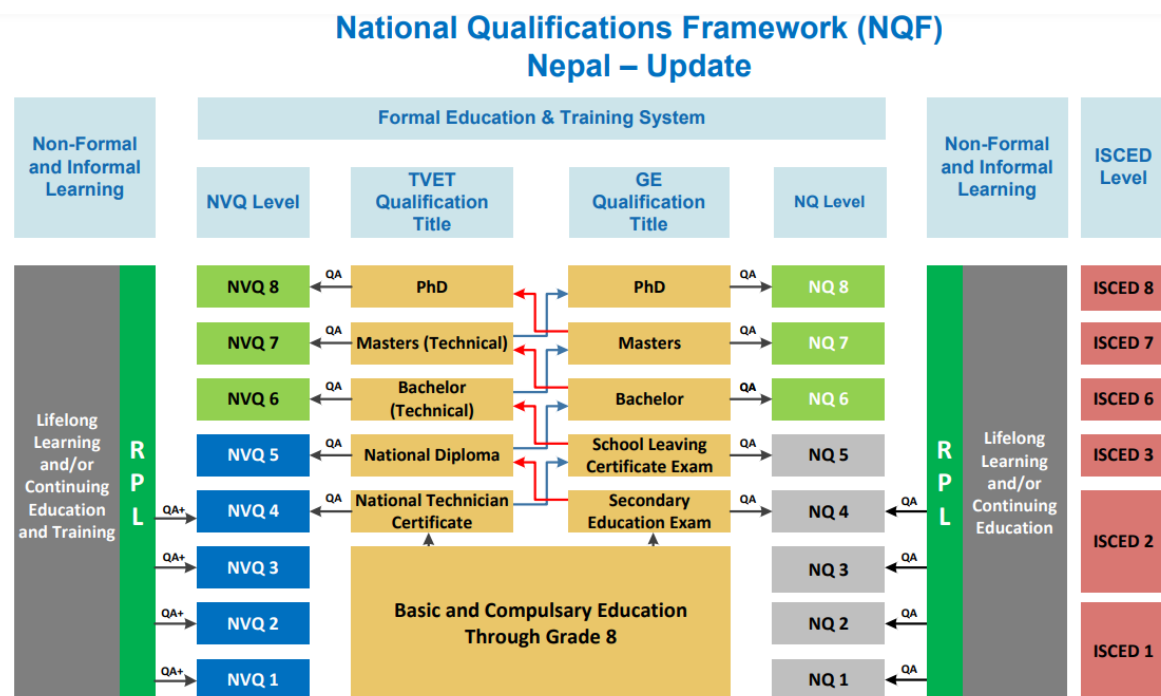 National Qualifications Framework (NQF)
Nepal – Update
Non-Formal
and Informal
Learning
Formal Education & Training System
NVQ Level
TVET
Qualification
Title
GE
Qualification
Title
NQ Level
Non-Formal
and Informal
Learning
ISCED
Level
NVQ 8
QA
PhD
PhD
QA
NQ 8
ISCED 8
NVQ 7
QA
Masters (Technical)
Masters
QA
NQ 7
ISCED 7
NVQ 6
QA
Bachelor
(Technical)
Bachelor
QA
NQ 6
ISCED 6
Lifelong
Learning
and/or
Continuing
Education
and Training
R
P
L
NVQ 5
QA
National Diploma
School Leaving
Certificate Exam
QA
NQ 5
R
P
L
Lifelong
Learning
and/or
Continuing
Education
ISCED 3
QA+
NVQ 4
QA
National Technician
Certificate
Secondary
Education Exam
QA
NQ 4
QA
ISCED 2
QA+
NVQ 3
Basic and Compulsary Education
Through Grade 8
NQ 3
QA
QA+
NVQ 2
NQ 2
QA
ISCED 1
QA+
NVQ 1
NQ 1
QA